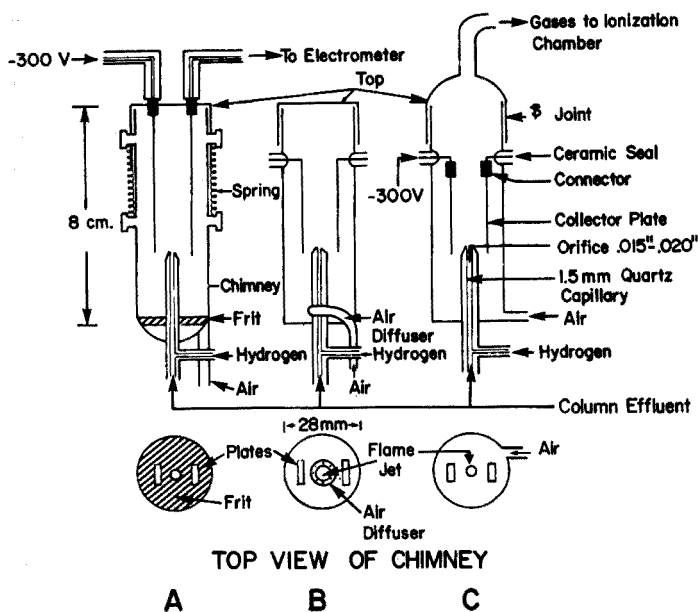 Gases to Ionization
Chamber
-300 V
To Electrometer
Top
$ Joint
Ceramic Seal
Connector
-300V
Spring
Collector Plate
8 cm.
Orifice .015"-.020"
Chimney
1.5 mm Quartz
Capillary
Frit
Air
Diffuser
Air
Hydrogen
Hydrogen
Hydrogen
Air
Air
Column Effluent
28mm
Plates
Flame
Jet
Air
Frit
Air
Diffuser
TOP VIEW OF CHIMNEY
A B C